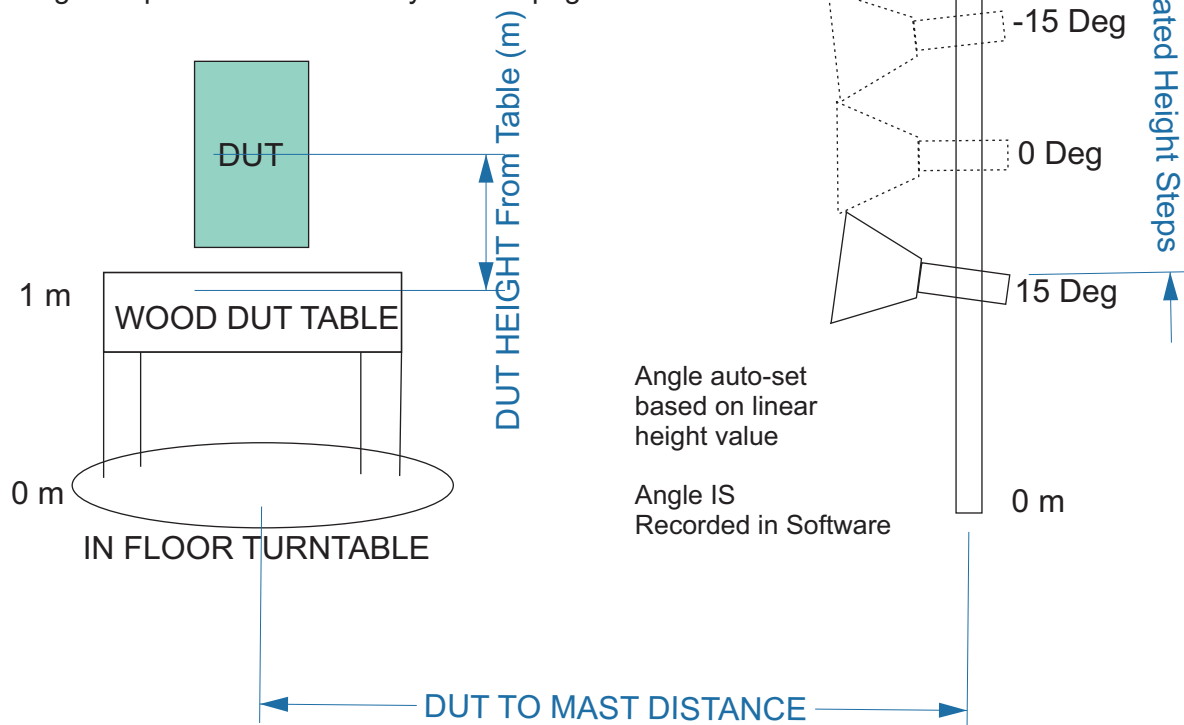 -15 Deg
DUT
DUT HEIGHT From Table (m)
0 Deg
Height Steps
1 m
WOOD DUT TABLE
15 Deg
Angle auto-set
based on linear
height value
0 m
Angle IS
Recorded in Software
0 m
IN FLOOR TURNTABLE
DUT TO MAST DISTANCE